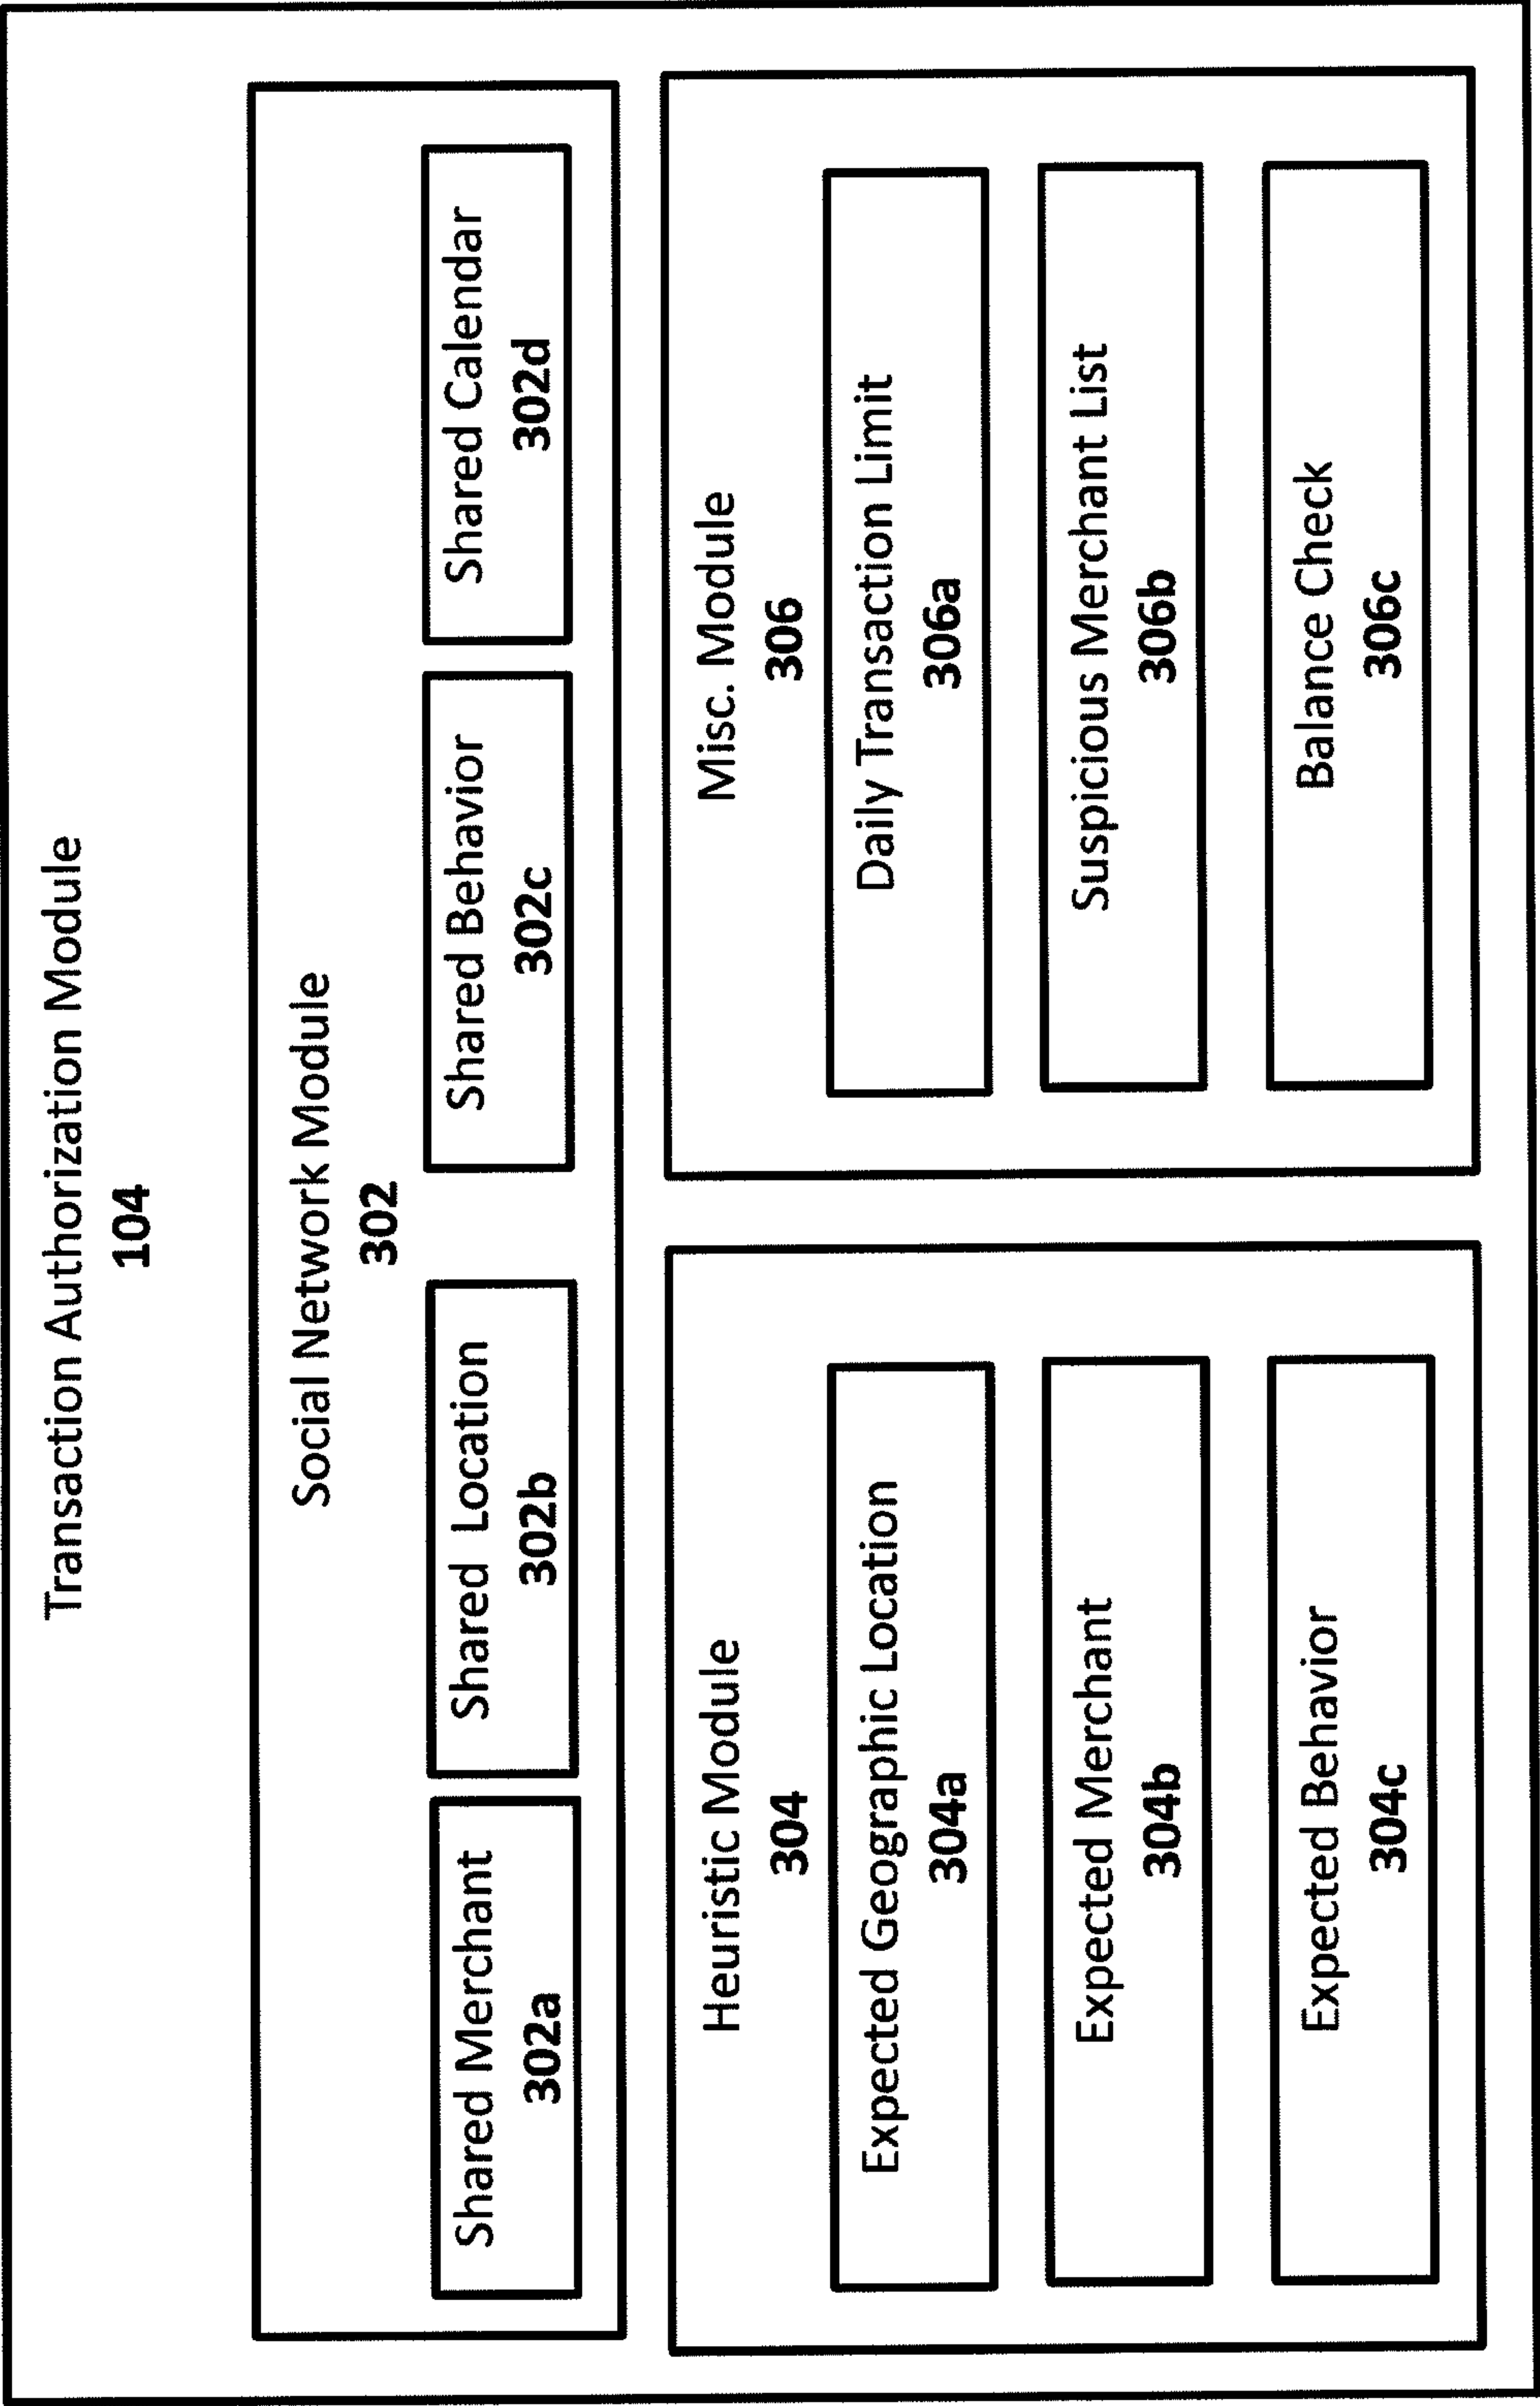 Transaction Authorization Module
104
Social Network Module
302
Shared Merchant
302a
Shared Location
302b
Shared Behavior
302c
Shared Calendar
302d
Heuristic Module
304
Expected Geographic Location
304a
Expected Merchant
304b
Expected Behavior
304c
Misc. Module
306
Daily Transaction Limit
306a
Suspicious Merchant List
306b
Balance Check
306c